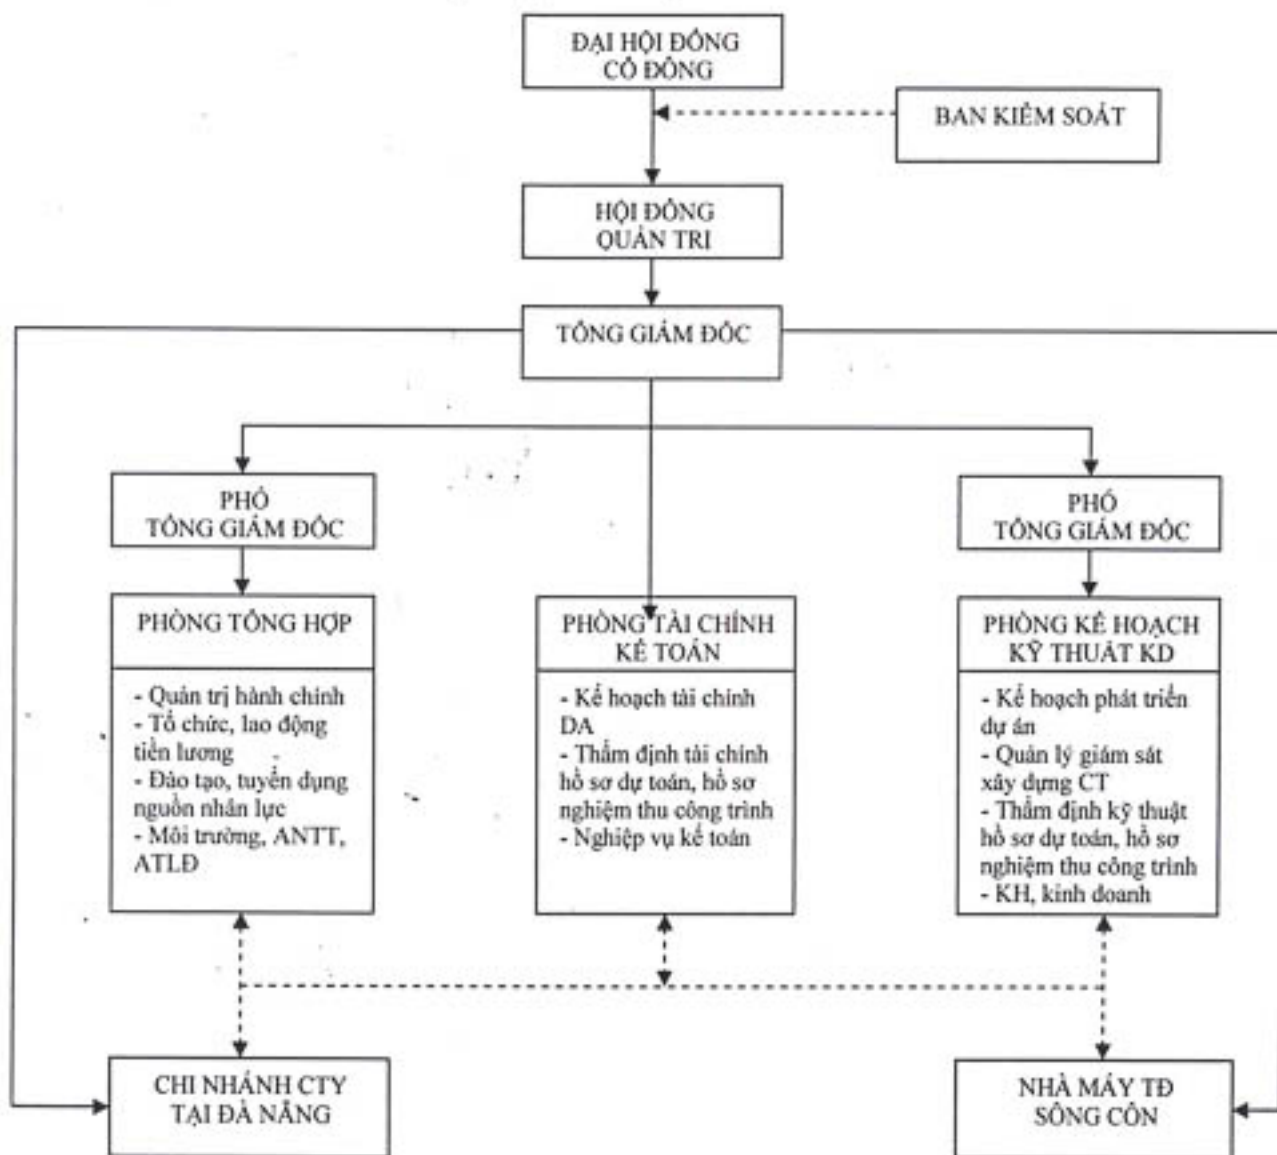 ĐẠI HỘI ĐỒNG
CỔ ĐÔNG
BAN KIỂM SOÁT
HỘI ĐỒNG
QUẢN TRỊ
TỔNG GIÁM ĐỐC
PHÓ
TỔNG GIÁM ĐỐC
PHÓ
TỔNG GIÁM ĐỐC
PHÒNG TỔNG HỢP
- Quản trị hành chính
- Tổ chức, lao động
tiền lương
- Đào tạo, tuyển dụng
nguồn nhân lực
- Môi trường, ANTT,
ATLĐ
PHÒNG TÀI CHÍNH
KẾ TOÁN
- Kế hoạch tài chính
DA
- Thẩm định tài chính
hồ sơ dự toán, hồ sơ
nghiệm thu công trình
- Nghiệp vụ kế toán
PHÒNG KẾ HOẠCH
KỸ THUẬT KD
- Kế hoạch phát triển
dự án
- Quản lý giám sát
xây dựng CT
- Thẩm định kỹ thuật
hồ sơ dự toán, hồ sơ
nghiệm thu công trình
- KH, kinh doanh
CHI NHÁNH CTY
TẠI ĐÀ NẴNG
NHÀ MÁY TĐ
SÔNG CÔN